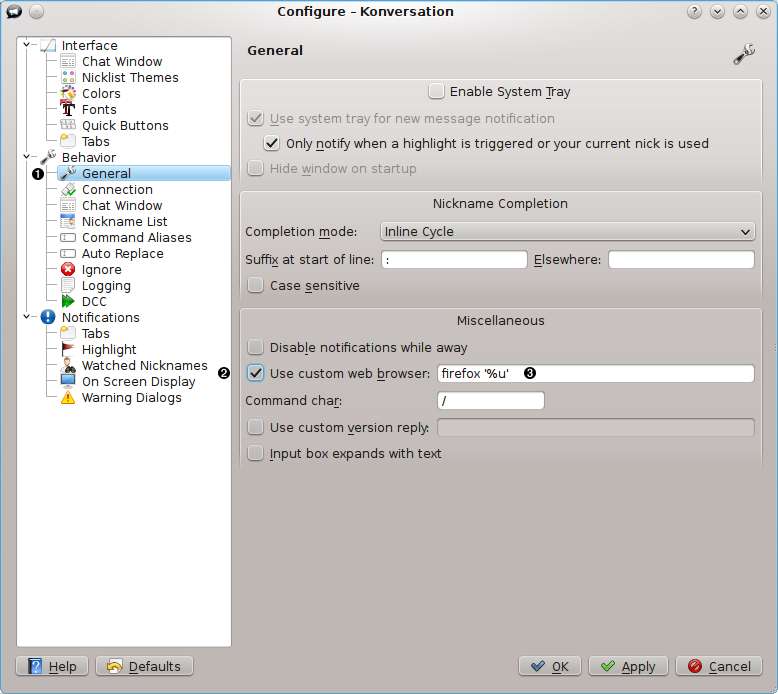 Configure – Konversation
Interface
Chat Window
Nicklist Themes
Colors
Fonts
Quick Buttons
Tabs
Behavior
1 General
Connection
Chat Window
Nickname List
Command Aliases
Auto Replace
Ignore
Logging
DCC
Notifications
Tabs
Highlight
Watched Nicknames
On Screen Display
Warning Dialogs
General
Enable System Tray
Use system tray for new message notification
Only notify when a highlight is triggered or your current nick is used
Hide window on startup
Nickname Completion
Completion mode: Inline Cycle
Suffix at start of line: : Elsewhere:
Case sensitive
Miscellaneous
Disable notifications while away
2 Use custom web browser: firefox '%u' 3
Command char: /
Use custom version reply:
Input box expands with text
Help Defaults OK Apply Cancel